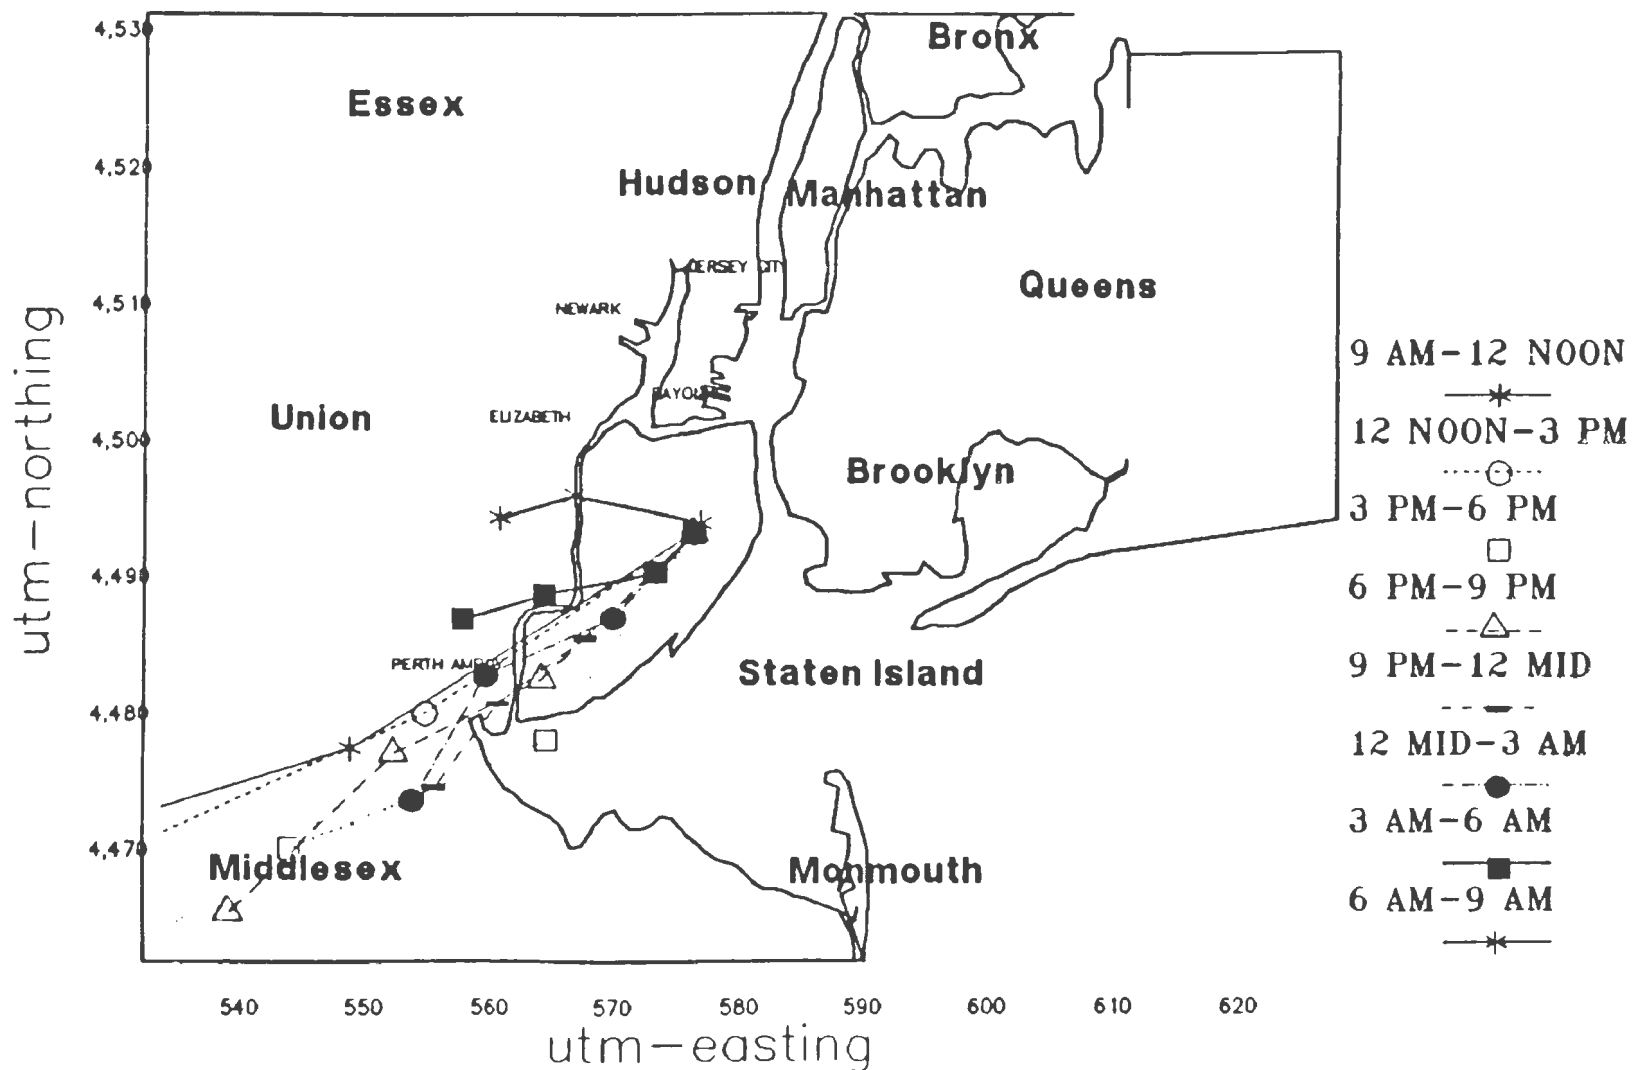 4,530
Bronx
Essex
4,520
Hudson
Manhattan
JERSEY CITY
Queens
4,510
NEWARK
BAYONNE
ELIZABETH
Union
4,500
Brooklyn
4,490
PERTH AMBOY
Staten Island
4,480
4,470
Middlesex
Monmouth
utm-northing
540 550 560 570 580 590 600 610 620
utm-easting
9 AM-12 NOON
12 NOON-3 PM
3 PM-6 PM
6 PM-9 PM
9 PM-12 MID
12 MID-3 AM
3 AM-6 AM
6 AM-9 AM